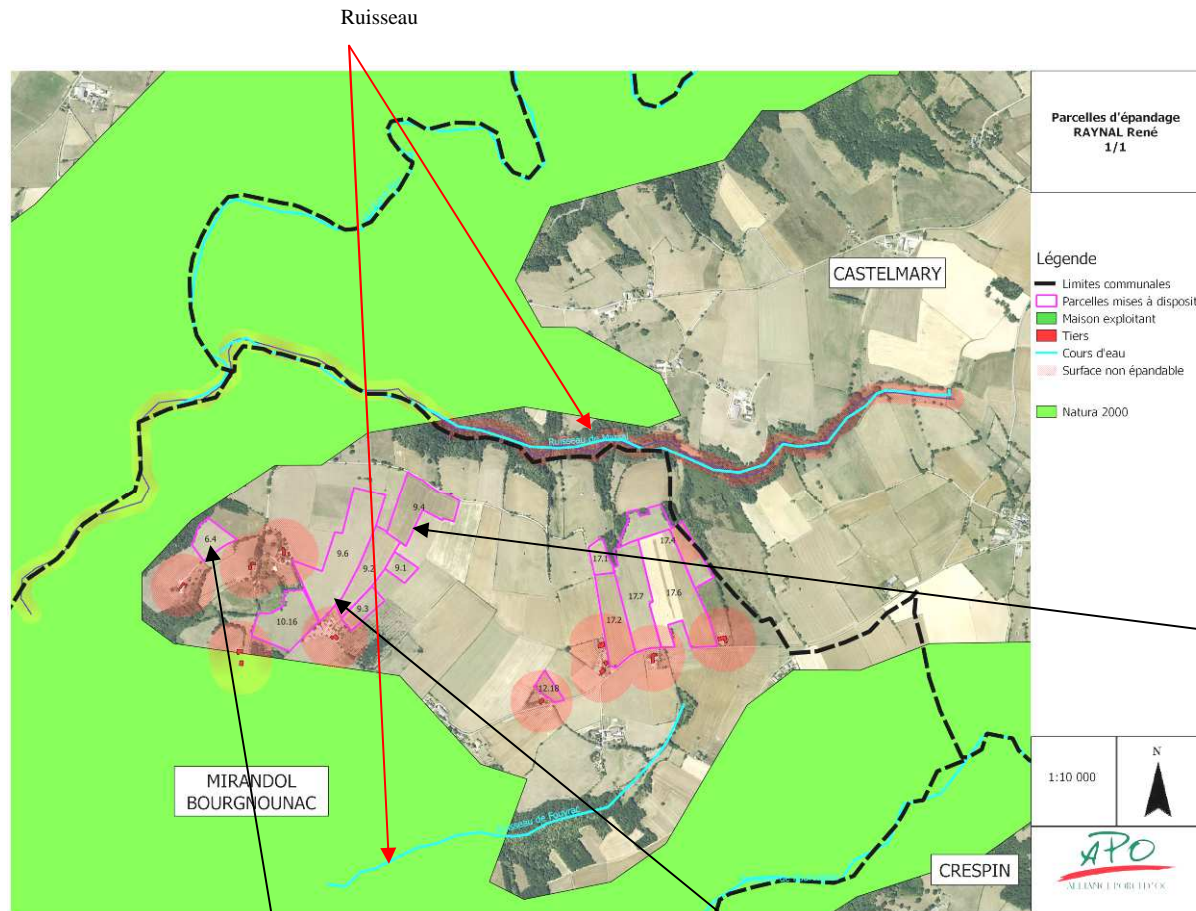 Ruisseau
Parcelles d'épandage
RAYNAL René
1/1
CASTELMARY
Légende
Limites communales
Parcelles mises à disposit
Maison exploitant
Tiers
Cours d'eau
Surface non épandable
Natura 2000
Ruisseau de
9.4
6.4
9.6
17.4
17.1
9.2
9.1
17.7
17.6
9.3
10.16
17.2
12.18
MIRANDOL
BOURGNOUNAC
1:10 000
N
CRESPIN
APO
ALLIANCE PORC D'OC